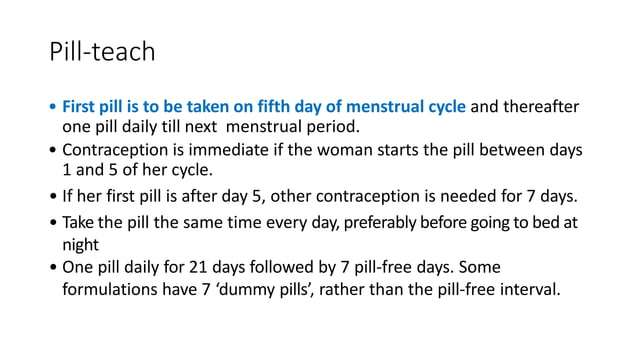 Pill-teach
• First pill is to be taken on fifth day of menstrual cycle and thereafter
one pill daily till next menstrual period.
• Contraception is immediate if the woman starts the pill between days
1 and 5 of her cycle.
• If her first pill is after day 5, other contraception is needed for 7 days.
• Take the pill the same time every day, preferably before going to bed at
night
• One pill daily for 21 days followed by 7 pill-free days. Some
formulations have 7 ‘dummy pills’, rather than the pill-free interval.